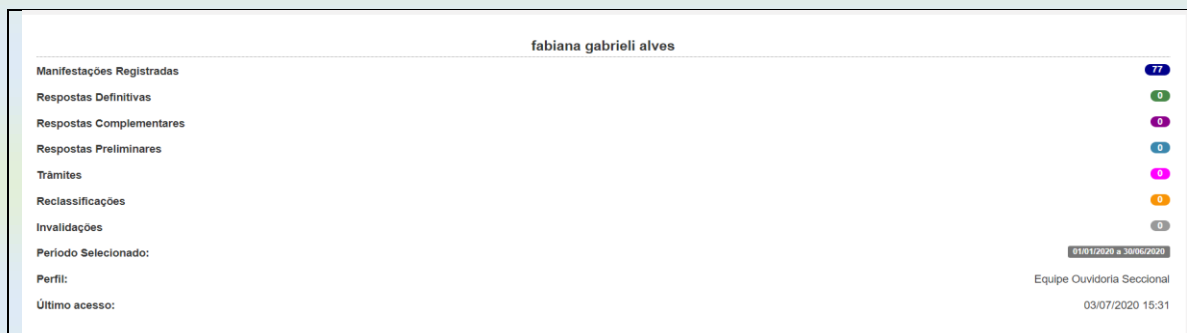 fabiana gabrieli alves
Manifestações Registradas 77
Respostas Definitivas 0
Respostas Complementares 0
Respostas Preliminares 0
Trâmites 0
Reclassificações 0
Invalidações 0
Período Selecionado: 01/01/2020 a 30/06/2020
Perfil: Equipe Ouvidoria Seccional
Último acesso: 03/07/2020 15:31